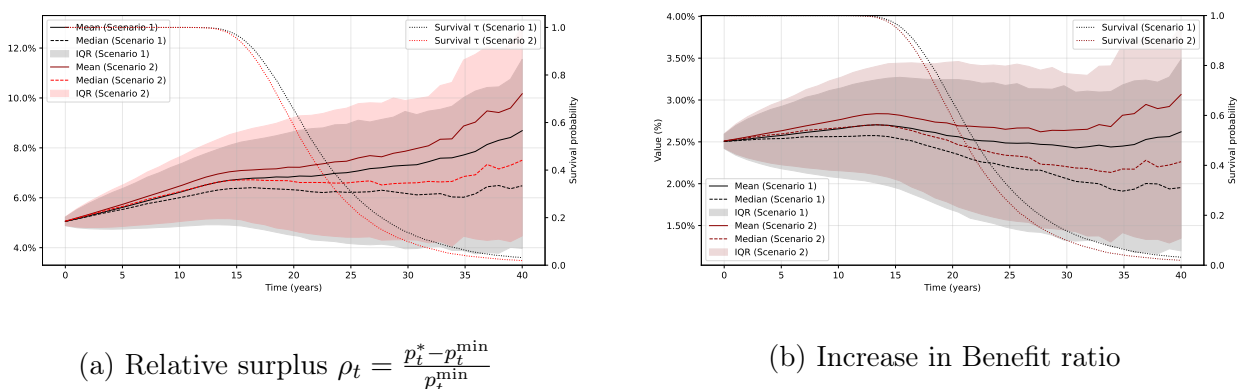 12.0%
10.0%
8.0%
6.0%
4.0%
Mean (Scenario 1)
Median (Scenario 1)
IQR (Scenario 1)
Mean (Scenario 2)
Median (Scenario 2)
IQR (Scenario 2)
Survival τ (Scenario 1)
Survival τ (Scenario 2)
1.0
0.8
0.6
0.4
0.2
0.0
Survival probability
0 5 10 15 20 25 30 35 40
Time (years)
(a) Relative surplus ρ_t = (p_t^* − p_t^min) / p_t^min
4.00%
3.00%
2.50%
2.00%
1.50%
Value (%)
Survival (Scenario 1)
Survival (Scenario 2)
Mean (Scenario 1)
Median (Scenario 1)
IQR (Scenario 1)
Mean (Scenario 2)
Median (Scenario 2)
IQR (Scenario 2)
1.0
0.8
0.6
0.4
0.2
0.0
Survival probability
0 5 10 15 20 25 30 35 40
Time (years)
(b) Increase in Benefit ratio